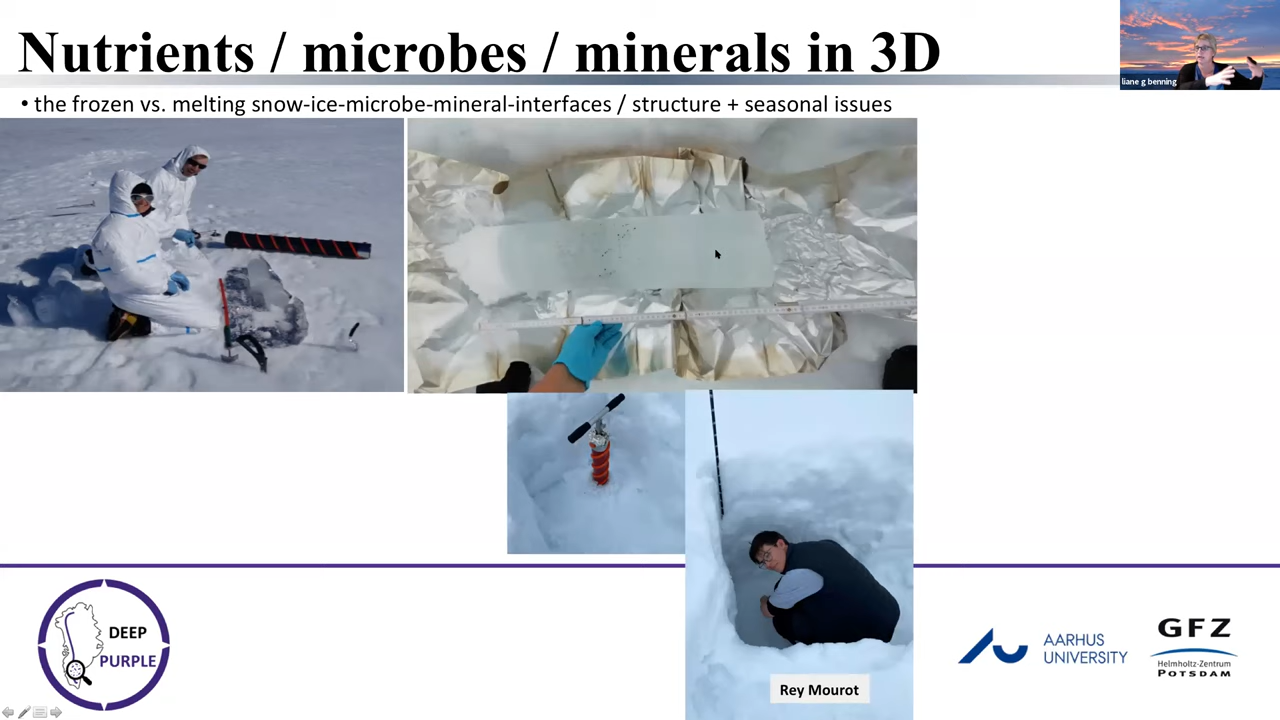 Nutrients / microbes / minerals in 3D
liane g benning
• the frozen vs. melting snow-ice-microbe-mineral-interfaces / structure + seasonal issues
Rey Mourot
DEEP
PURPLE
AARHUS
UNIVERSITY
GFZ
Helmholtz-Zentrum
POTSDAM